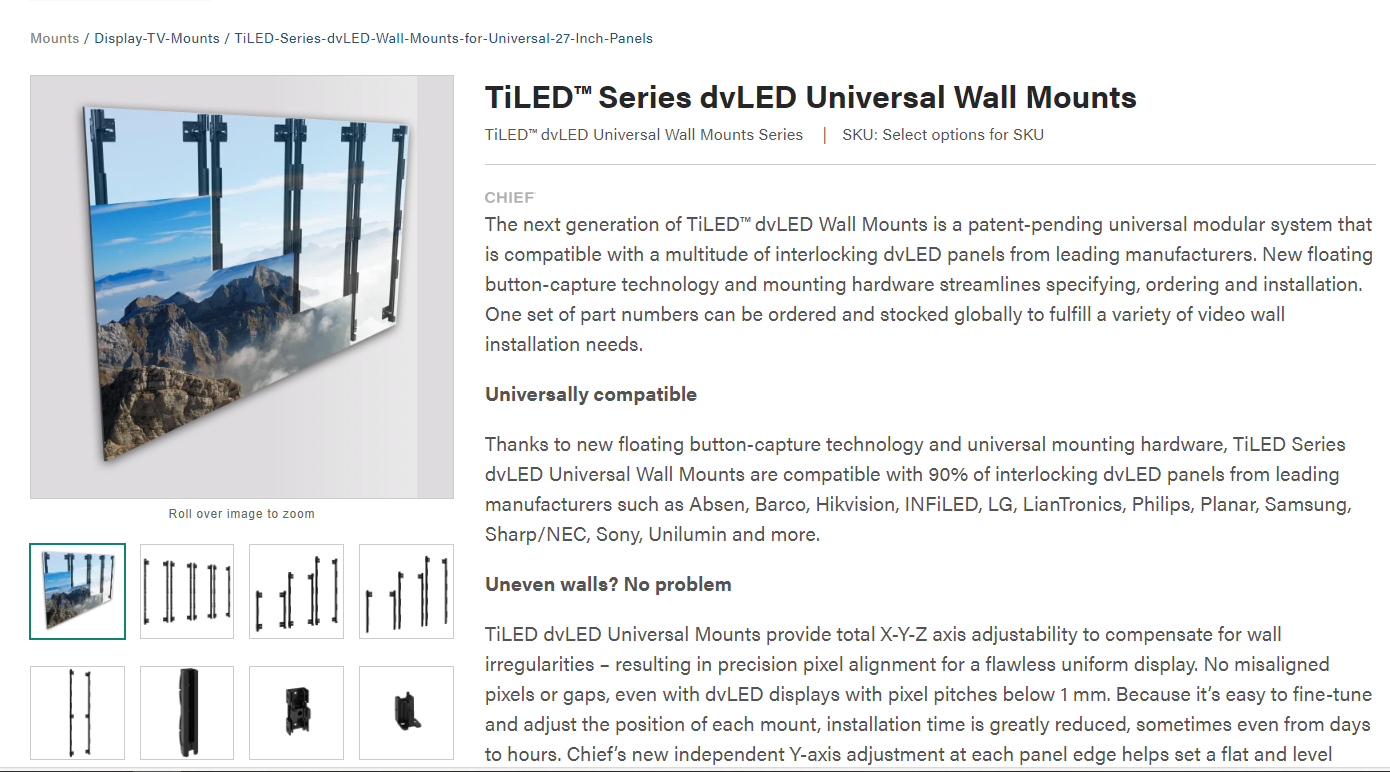 Mounts / Display-TV-Mounts / TiLED-Series-dvLED-Wall-Mounts-for-Universal-27-Inch-Panels
TiLED™ Series dvLED Universal Wall Mounts
TiLED™ dvLED Universal Wall Mounts Series | SKU: Select options for SKU
CHIEF
The next generation of TiLED™ dvLED Wall Mounts is a patent-pending universal modular system that
is compatible with a multitude of interlocking dvLED panels from leading manufacturers. New floating
button-capture technology and mounting hardware streamlines specifying, ordering and installation.
One set of part numbers can be ordered and stocked globally to fulfill a variety of video wall
installation needs.
Universally compatible
Thanks to new floating button-capture technology and universal mounting hardware, TiLED Series
dvLED Universal Wall Mounts are compatible with 90% of interlocking dvLED panels from leading
manufacturers such as Absen, Barco, Hikvision, INFiLED, LG, LianTronics, Philips, Planar, Samsung,
Sharp/NEC, Sony, Unilumin and more.
Uneven walls? No problem
TiLED dvLED Universal Mounts provide total X-Y-Z axis adjustability to compensate for wall
irregularities – resulting in precision pixel alignment for a flawless uniform display. No misaligned
pixels or gaps, even with dvLED displays with pixel pitches below 1 mm. Because it's easy to fine-tune
and adjust the position of each mount, installation time is greatly reduced, sometimes even from days
to hours. Chief's new independent Y-axis adjustment at each panel edge helps set a flat and level
Roll over image to zoom